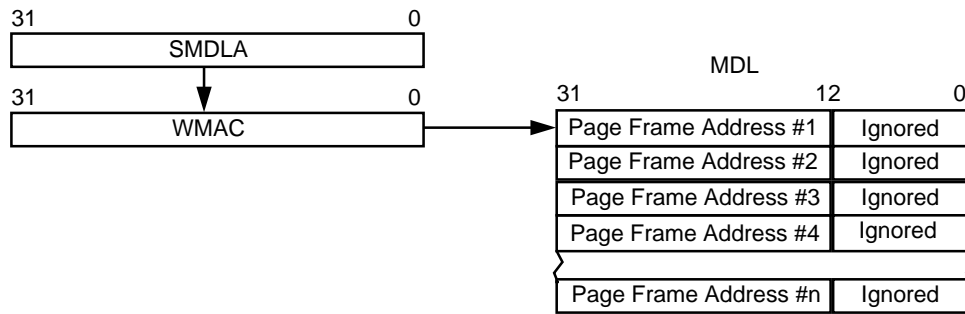 31 0
SMDLA
31 0
WMAC
MDL
31 12 0
Page Frame Address #1 Ignored
Page Frame Address #2 Ignored
Page Frame Address #3 Ignored
Page Frame Address #4 Ignored
Page Frame Address #n Ignored